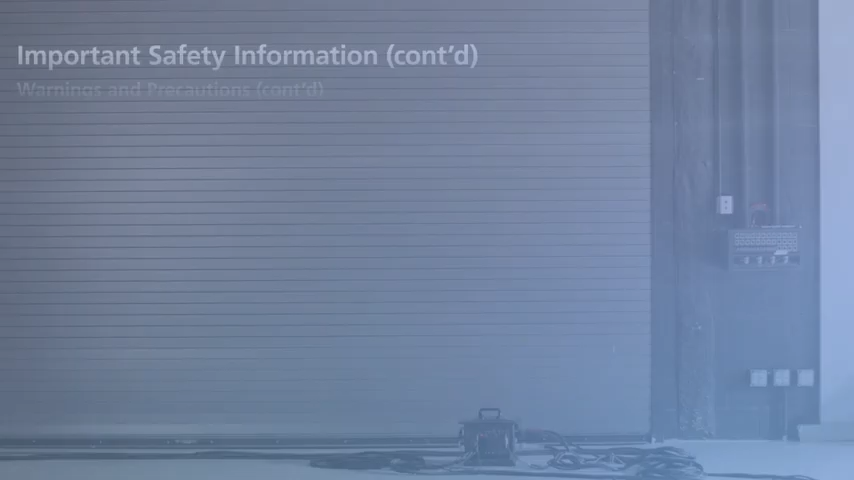 Important Safety Information (cont’d)
Warnings and Precautions (cont’d)